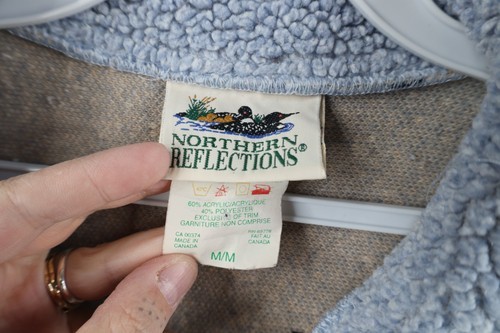 NORTHERN
REFLECTIONS®
60% ACRYLIC/ACRYLIQUE
40% POLYESTER
EXCLUSIVE OF TRIM
GARNITURE NON COMPRISE
CA 00374
MADE IN
CANADA
FAIT AU
CANADA
M/M